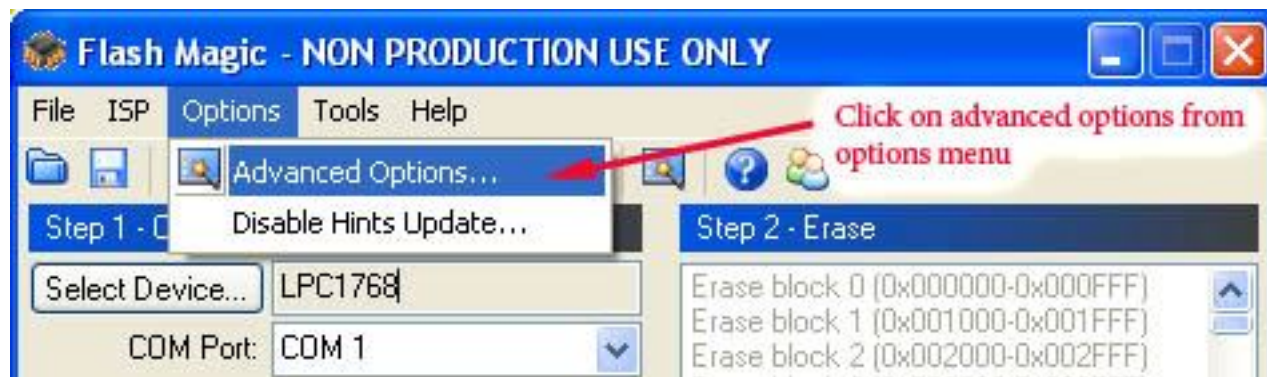 Flash Magic - NON PRODUCTION USE ONLY
File ISP Options Tools Help
Click on advanced options from
options menu
Advanced Options...
Disable Hints Update...
Step 1 - C
Step 2 - Erase
Select Device... LPC1768
Erase block 0 (0x000000-0x000FFF)
Erase block 1 (0x001000-0x001FFF)
COM Port: COM 1
Erase block 2 (0x002000-0x002FFF)